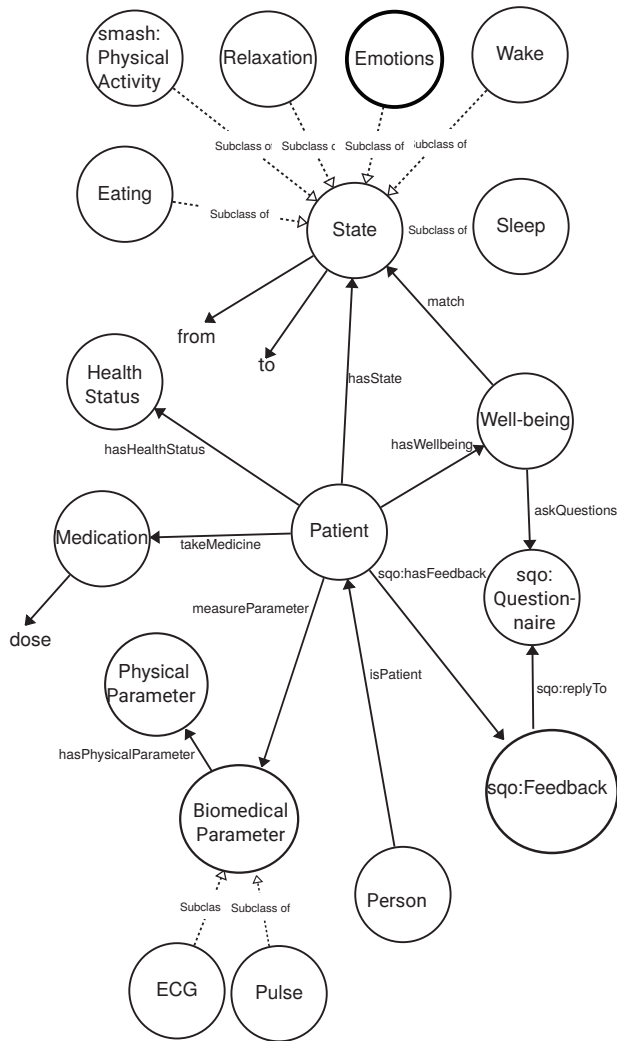 smash:
Physical
Activity
Relaxation
Emotions
Wake
Subclass of
Subclass o
Subclass of
Subclass of
Eating
Subclass of
State
Subclass of
Sleep
from
to
match
Health
Status
hasState
Well-being
hasHealthStatus
hasWellbeing
Medication
takeMedicine
Patient
askQuestions
sqo:hasFeedback
sqo:
Question-
naire
measureParameter
dose
Physical
Parameter
isPatient
sqo:replyTo
hasPhysicalParameter
sqo:Feedback
Biomedical
Parameter
Person
Subclas
Subclass of
ECG
Pulse